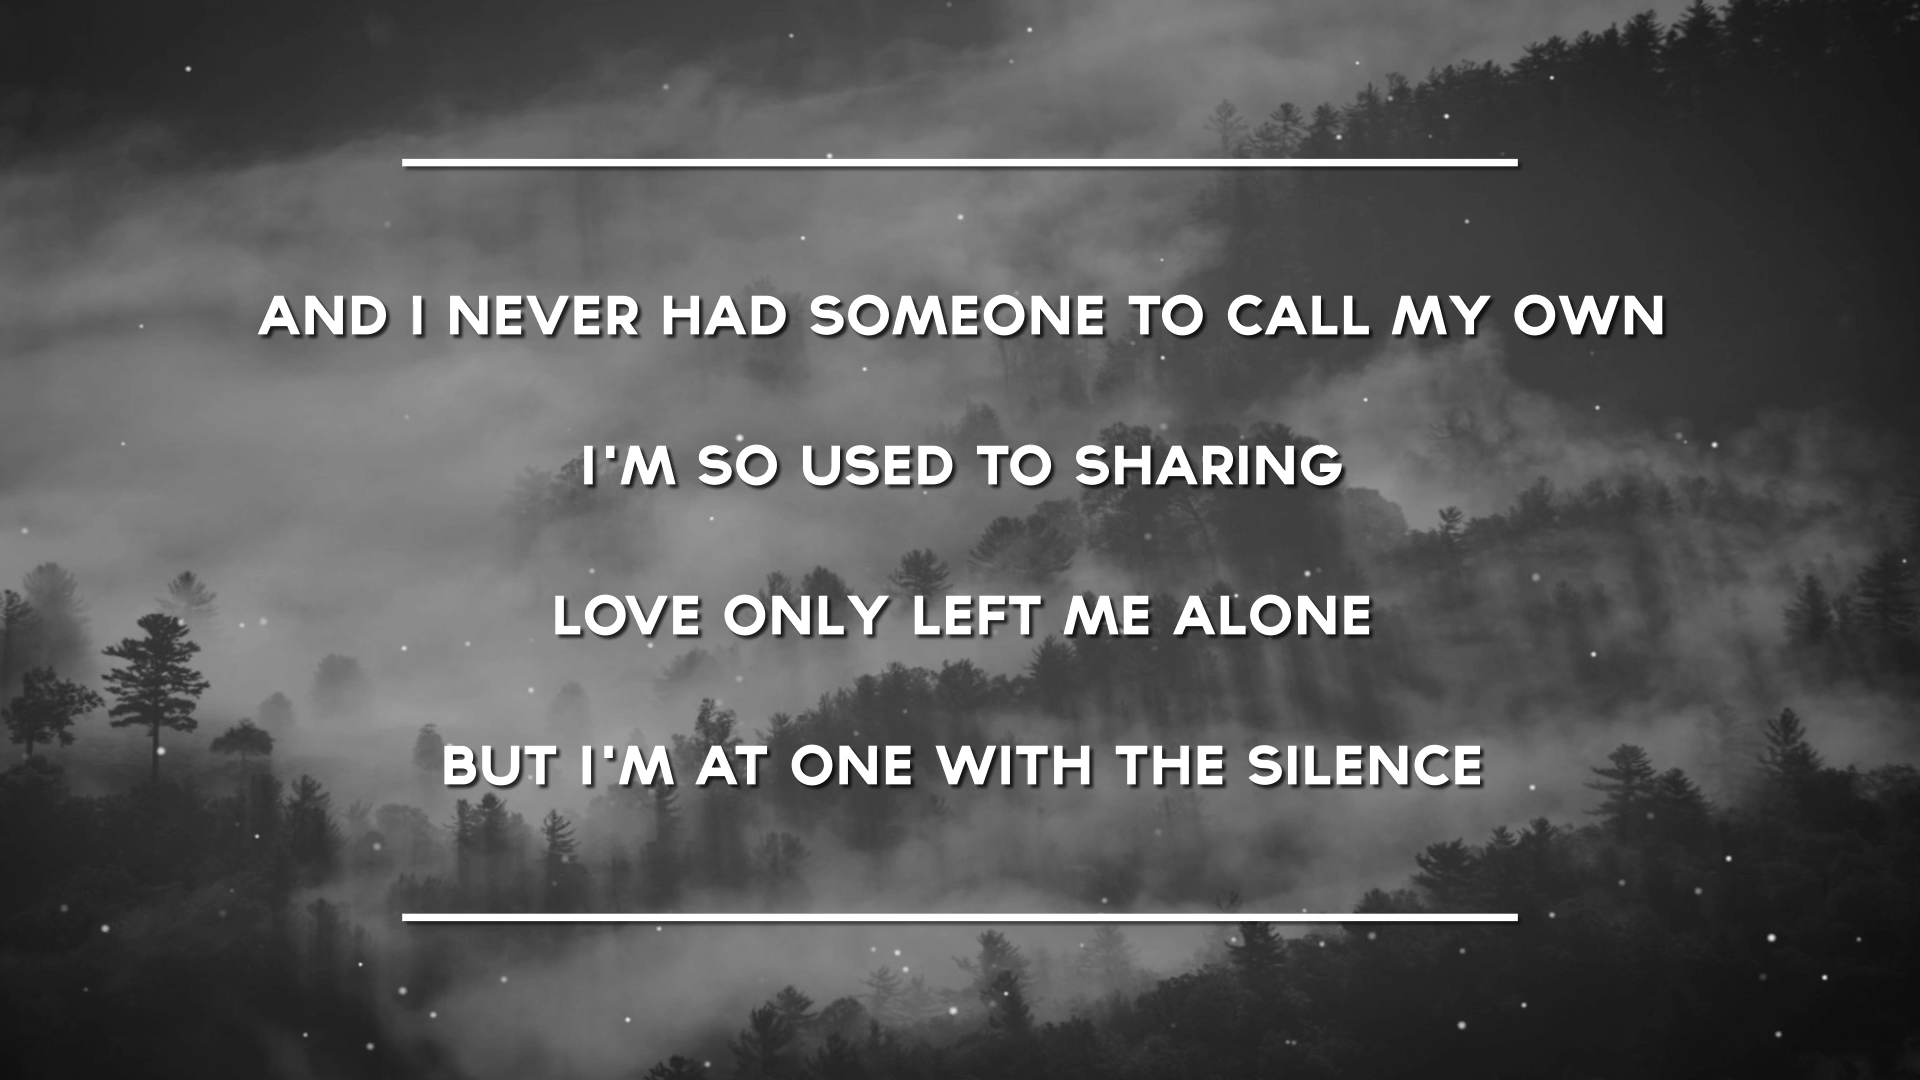 AND I NEVER HAD SOMEONE TO CALL MY OWN
I'M SO USED TO SHARING
LOVE ONLY LEFT ME ALONE
BUT I'M AT ONE WITH THE SILENCE